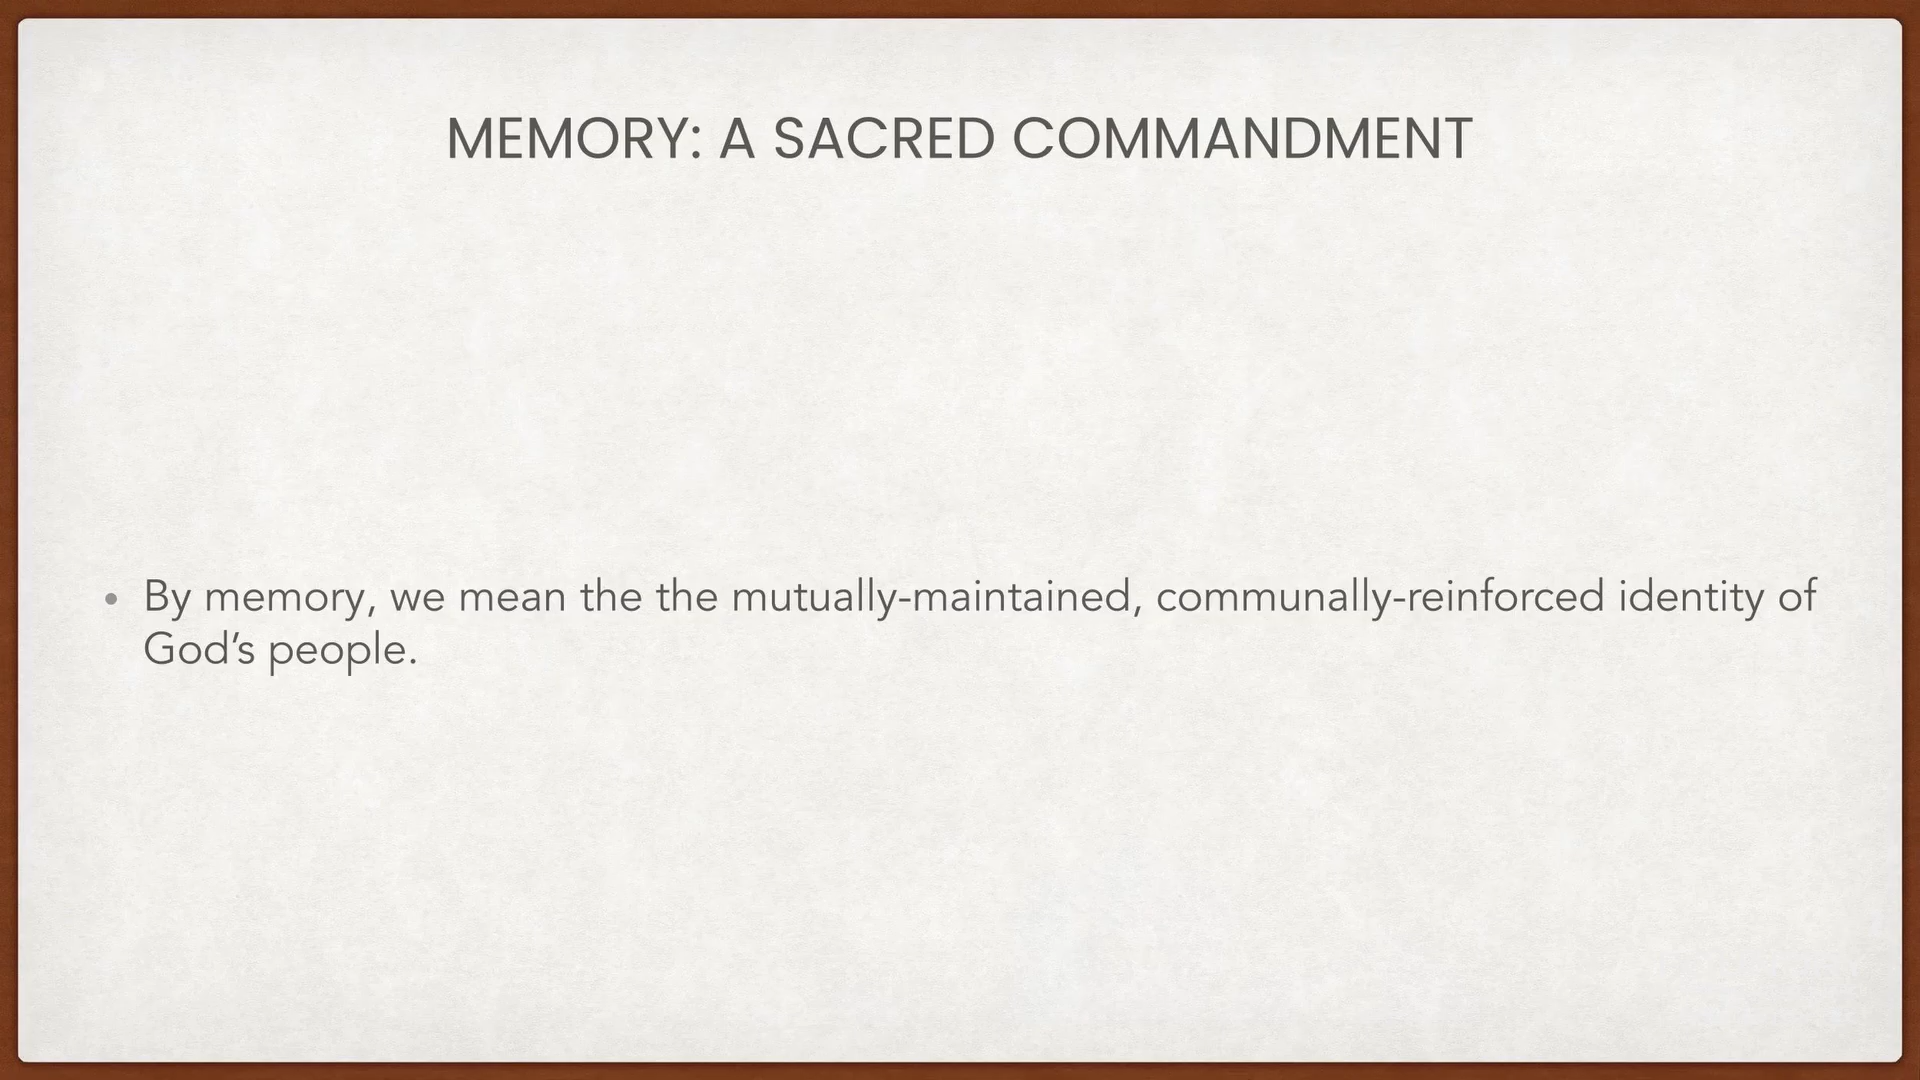 MEMORY: A SACRED COMMANDMENT
• By memory, we mean the the mutually-maintained, communally-reinforced identity of
God’s people.